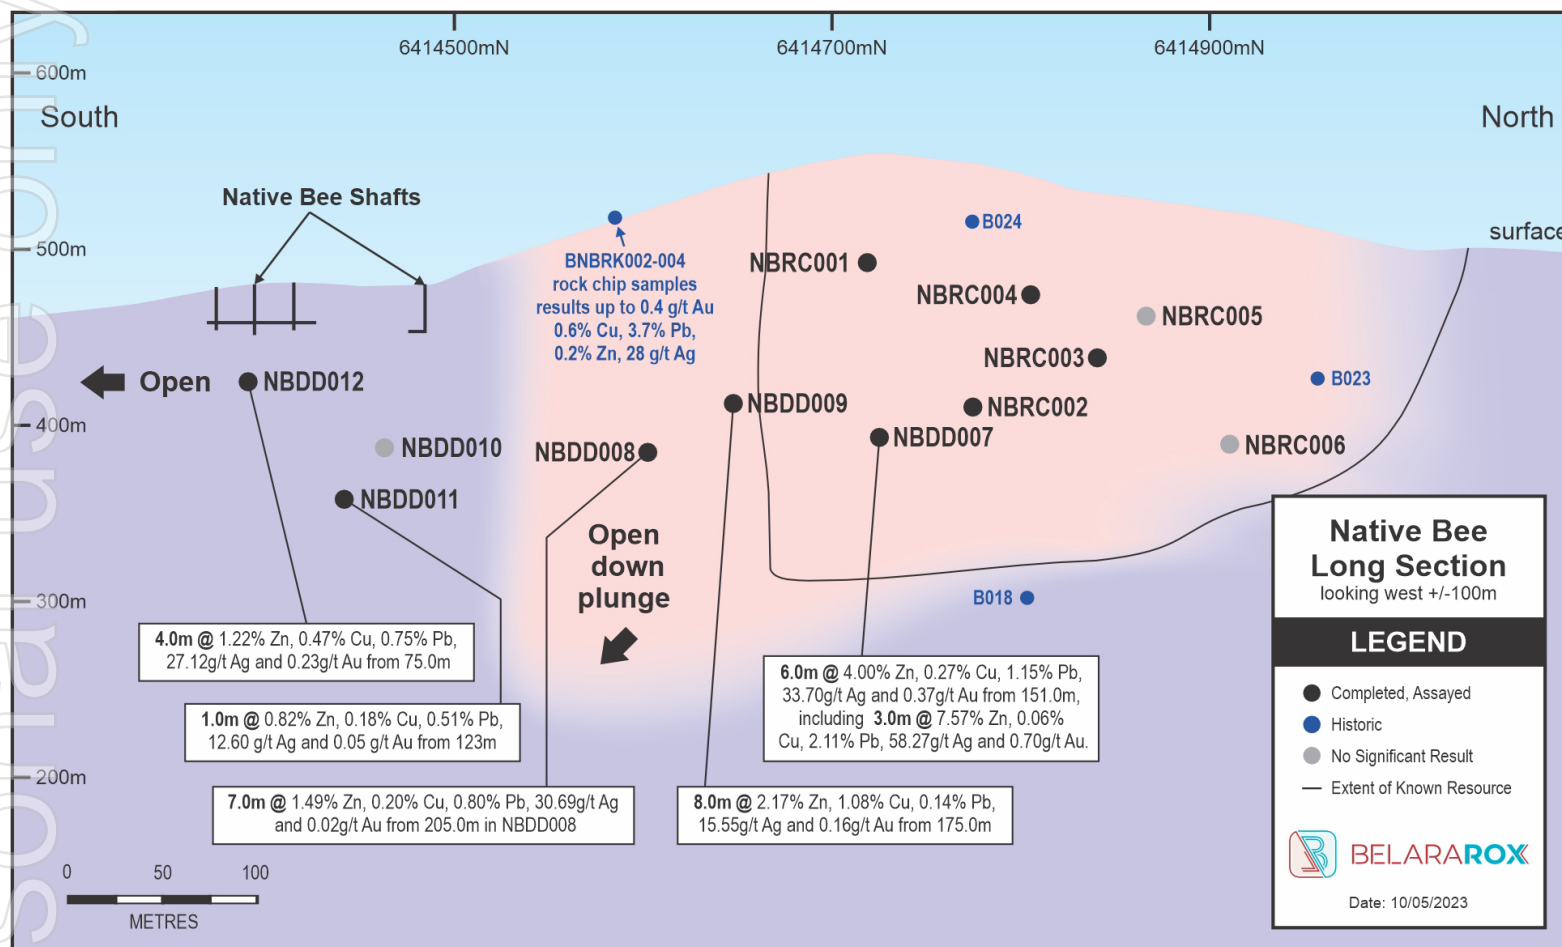 6414500mN
6414700mN
6414900mN
600m
South
North
Native Bee Shafts
500m
surface
BNBRK002-004
rock chip samples
results up to 0.4 g/t Au
0.6% Cu, 3.7% Pb,
0.2% Zn, 28 g/t Ag
B024
NBRC001
NBRC004
NBRC005
NBRC003
B023
Open
NBDD012
NBDD009
NBRC002
400m
NBDD007
NBDD010
NBDD008
NBRC006
NBDD011
Open
down
plunge
300m
B018
4.0m @ 1.22% Zn, 0.47% Cu, 0.75% Pb,
27.12g/t Ag and 0.23g/t Au from 75.0m
1.0m @ 0.82% Zn, 0.18% Cu, 0.51% Pb,
12.60 g/t Ag and 0.05 g/t Au from 123m
6.0m @ 4.00% Zn, 0.27% Cu, 1.15% Pb,
33.70g/t Ag and 0.37g/t Au from 151.0m,
including 3.0m @ 7.57% Zn, 0.06%
Cu, 2.11% Pb, 58.27g/t Ag and 0.70g/t Au.
200m
7.0m @ 1.49% Zn, 0.20% Cu, 0.80% Pb, 30.69g/t Ag
and 0.02g/t Au from 205.0m in NBDD008
8.0m @ 2.17% Zn, 1.08% Cu, 0.14% Pb,
15.55g/t Ag and 0.16g/t Au from 175.0m
0 50 100
METRES
Native Bee
Long Section
looking west +/-100m
LEGEND
Completed, Assayed
Historic
No Significant Result
Extent of Known Resource
BELARAROX
Date: 10/05/2023
sonal use only